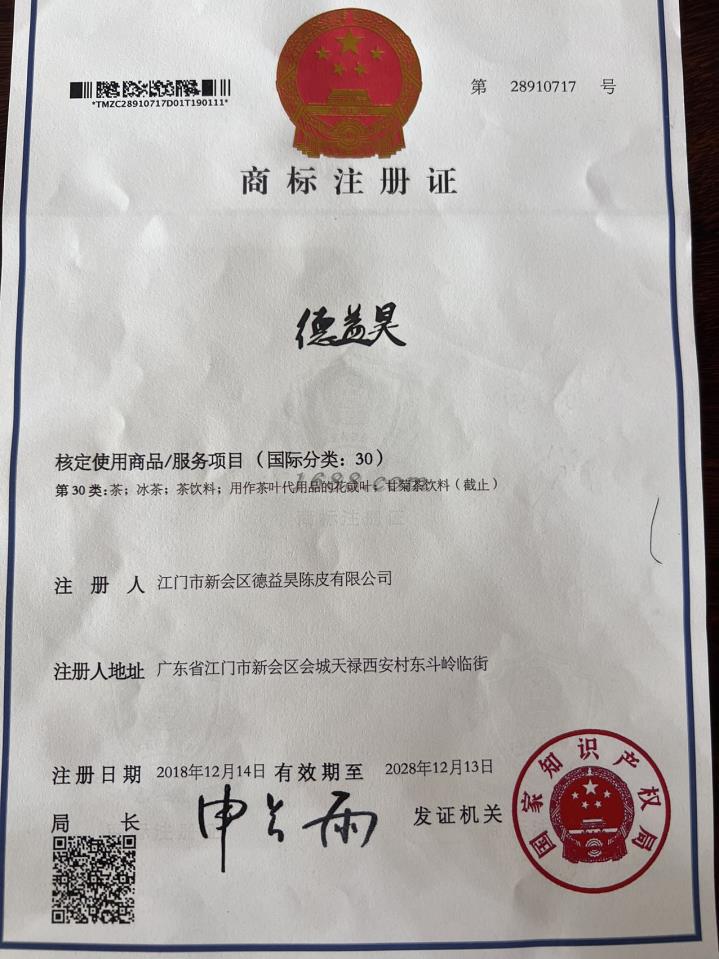 第 28910717 号
*TMZC28910717D01T190111*
商标注册证
德益昊
核定使用商品/服务项目（国际分类：30）
1688.com
第30类：茶；冰茶；茶饮料；用作茶叶代用品的花或叶；甘菊茶饮料（截止）
注册人 江门市新会区德益昊陈皮有限公司
注册人地址 广东省江门市新会区会城天禄西安村东斗岭临街
注册日期 2018年12月14日 有效期至 2028年12月13日
局长 申长雨 发证机关
国家知识产权局